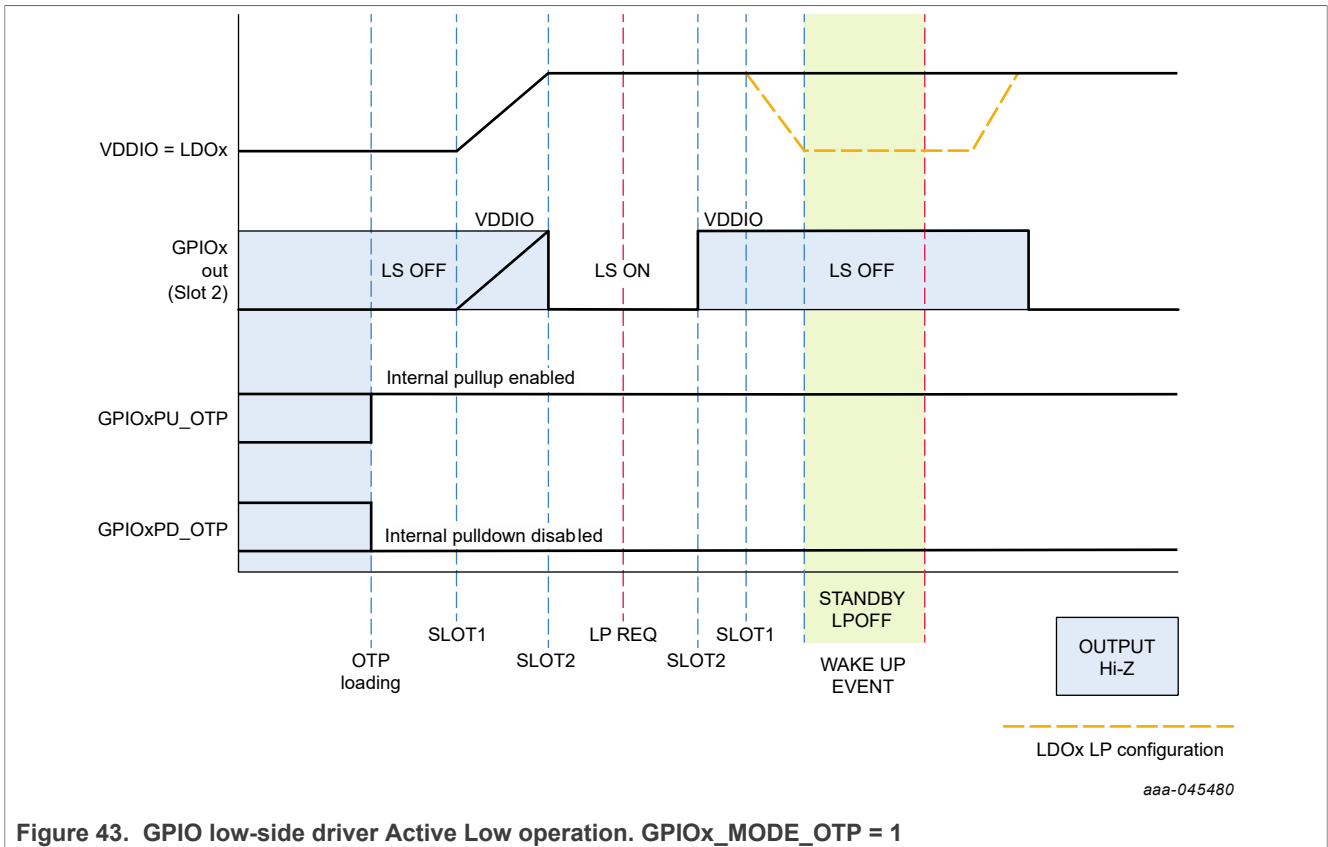 VDDIO = LDOx
VDDIO
VDDIO
GPIOx
out
(Slot 2)
LS OFF
LS ON
LS OFF
Internal pullup enabled
GPIOxPU_OTP
GPIOxPD_OTP
Internal pulldown disabled
OTP
loading
SLOT1
SLOT2
LP REQ
SLOT2
SLOT1
STANDBY
LPOFF
WAKE UP
EVENT
OUTPUT
Hi-Z
LDOx LP configuration
aaa-045480
Figure 43. GPIO low-side driver Active Low operation. GPIOx_MODE_OTP = 1